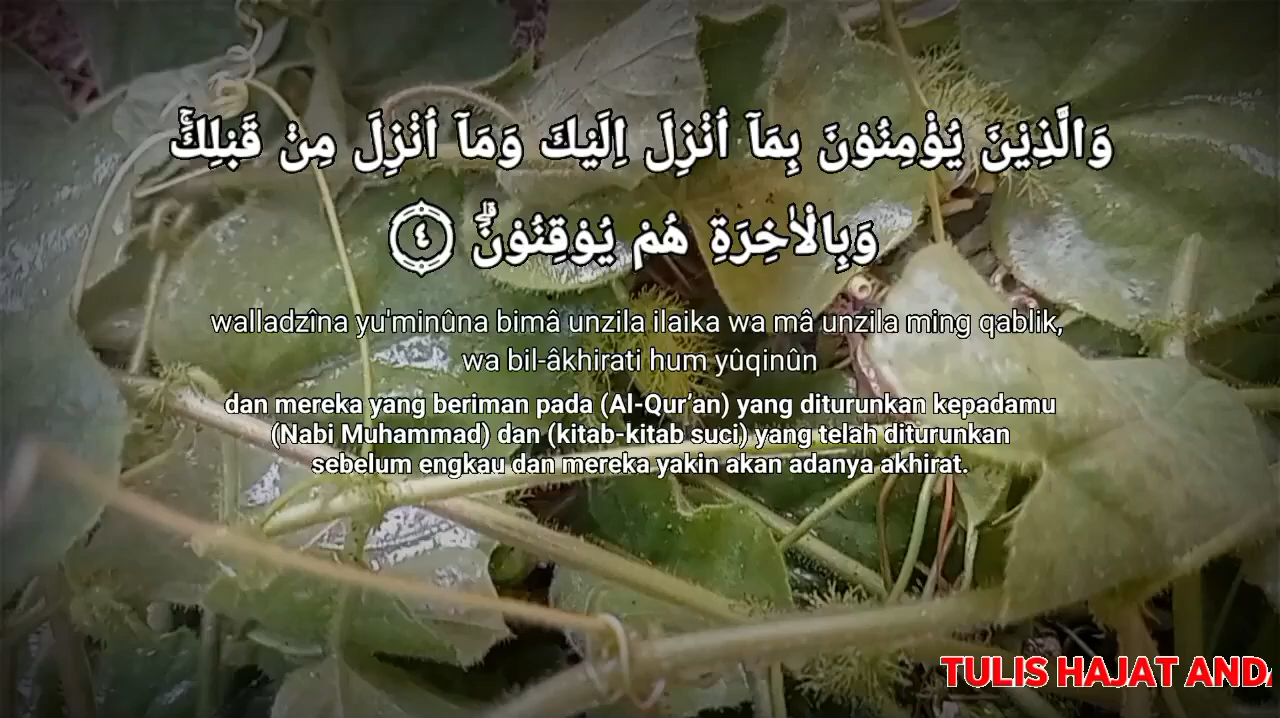 وَالَّذِيْنَ يُؤْمِنُوْنَ بِمَآ اُنْزِلَ اِلَيْكَ وَمَآ اُنْزِلَ مِنْ قَبْلِكَۚ
وَبِالْاٰخِرَةِ هُمْ يُوْقِنُوْنَۗ ٤
walladzîna yu'minûna bimâ unzila ilaika wa mâ unzila ming qablik,
wa bil-âkhirati hum yûqinûn
dan mereka yang beriman pada (Al-Qur’an) yang diturunkan kepadamu
(Nabi Muhammad) dan (kitab-kitab suci) yang telah diturunkan
sebelum engkau dan mereka yakin akan adanya akhirat.
TULIS HAJAT AND